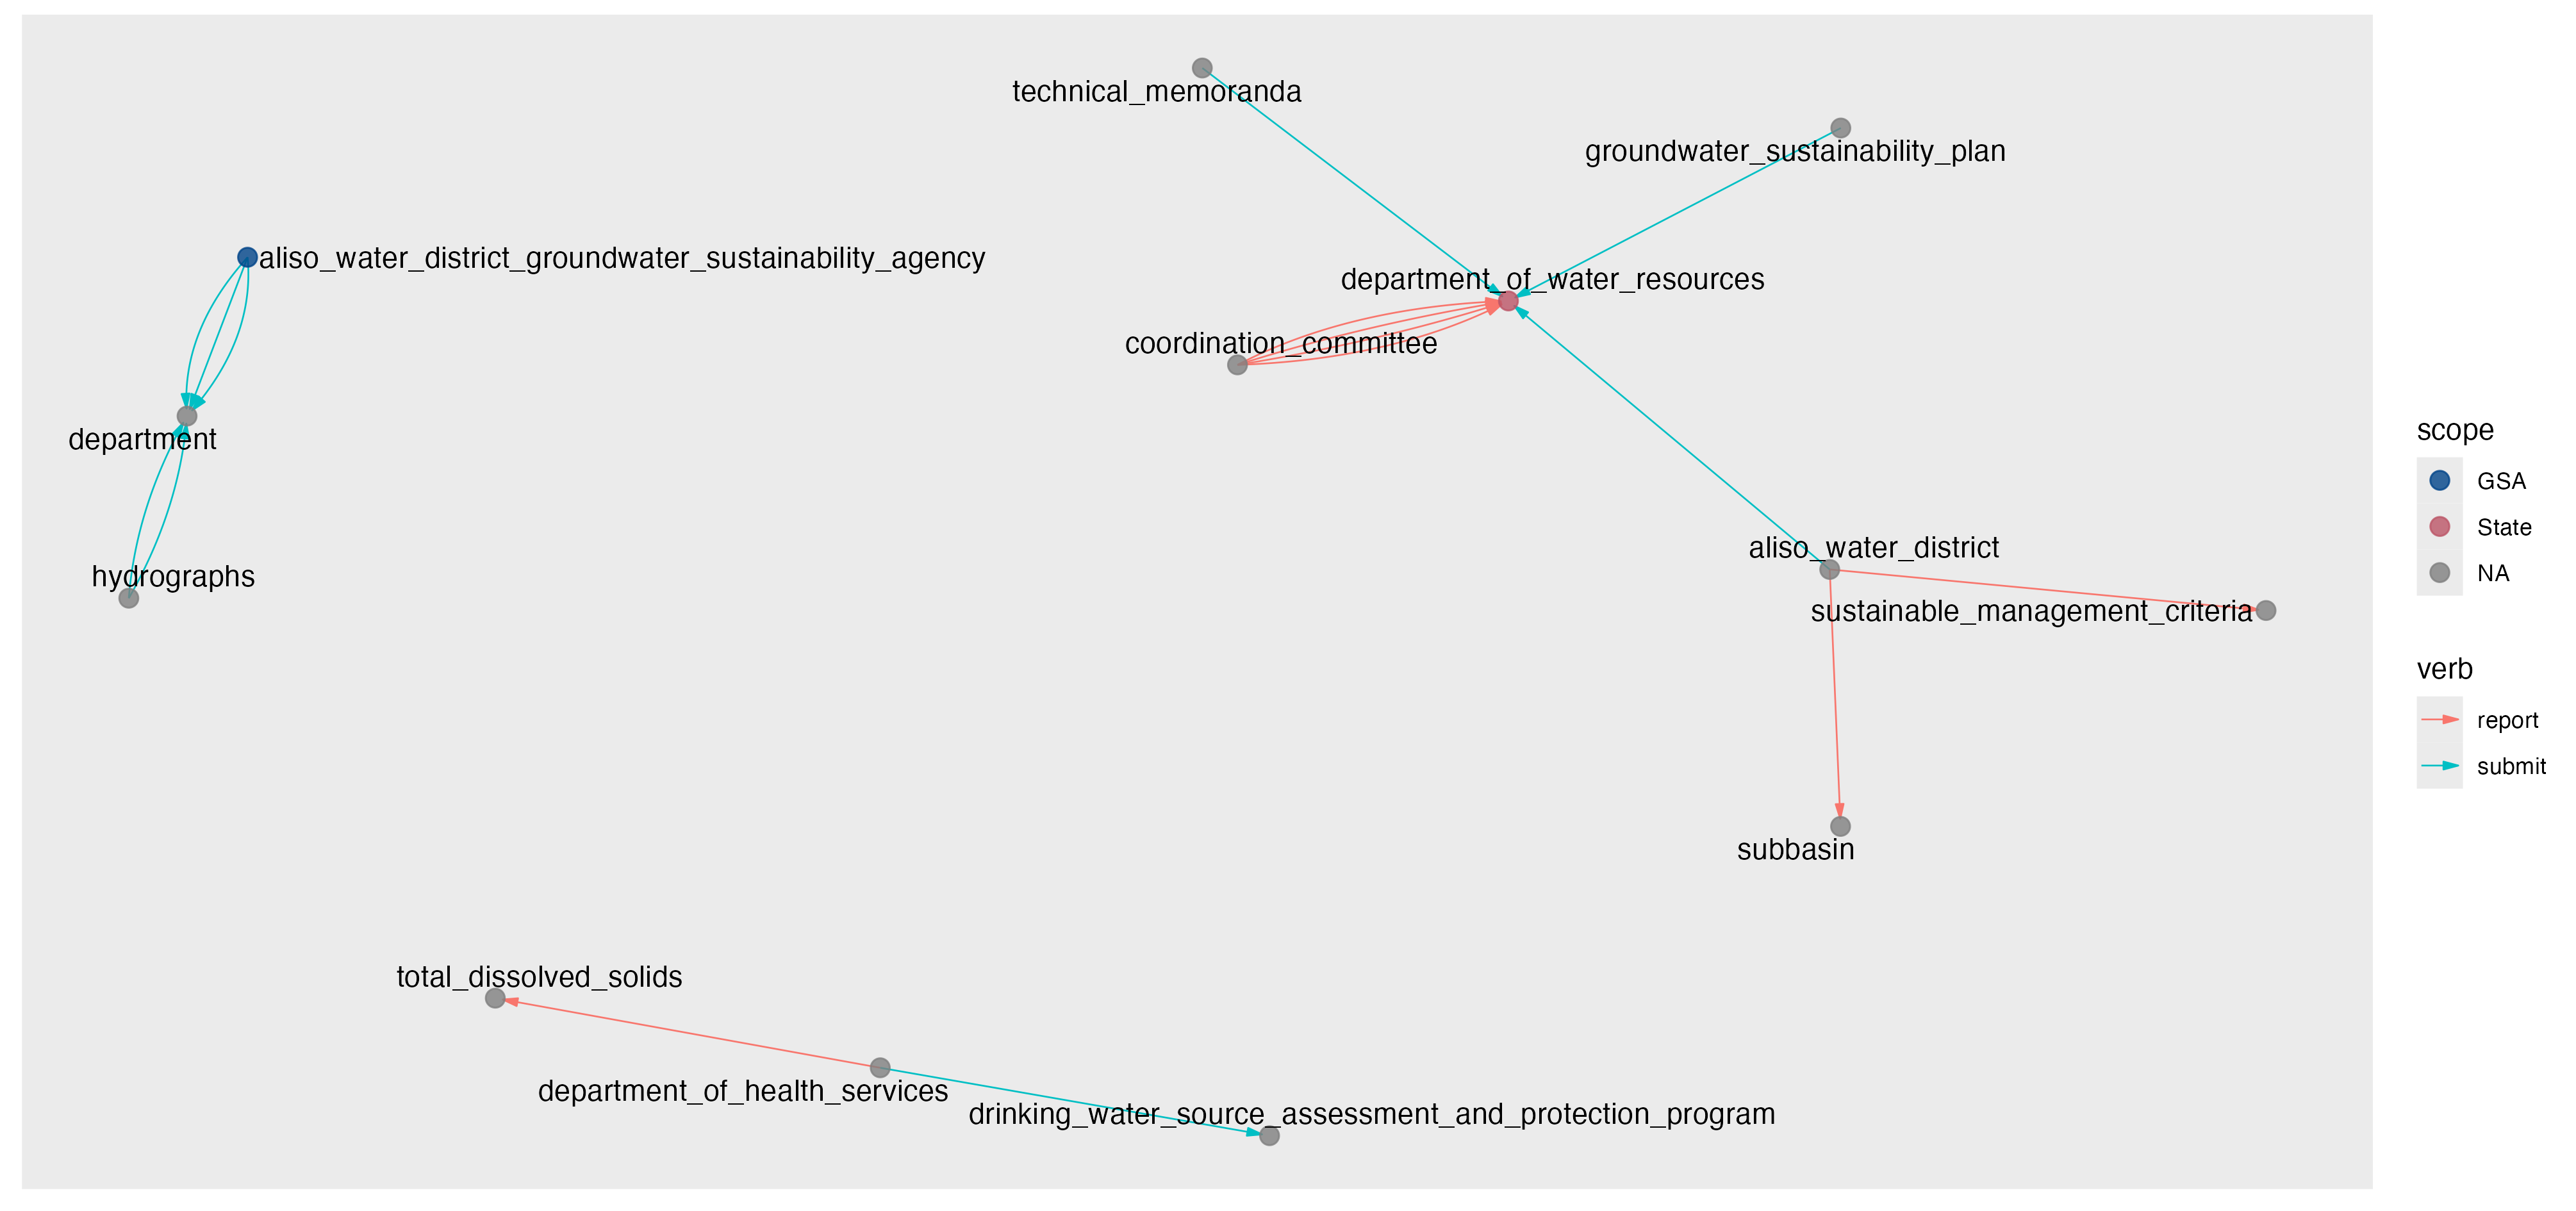 technical_memoranda
groundwater_sustainability_plan
aliso_water_district_groundwater_sustainability_agency
department_of_water_resources
coordination_committee
department
hydrographs
aliso_water_district
sustainable_management_criteria
subbasin
total_dissolved_solids
department_of_health_services
drinking_water_source_assessment_and_protection_program
scope
GSA
State
NA
verb
report
submit